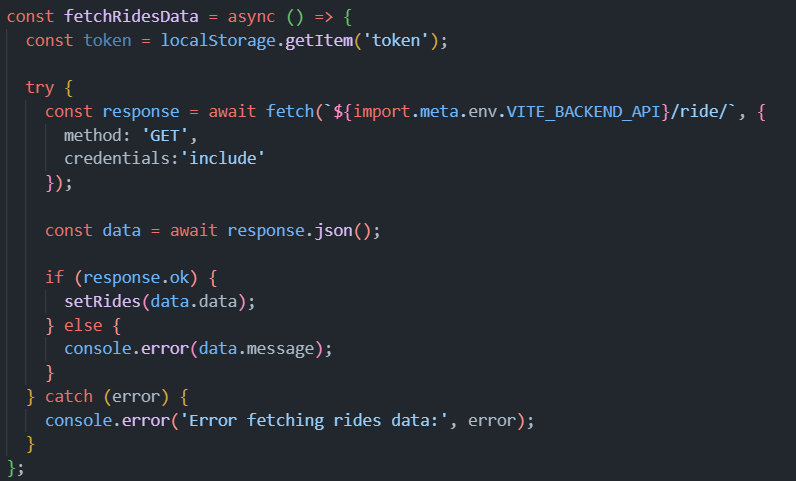 const fetchRidesData = async () => {
  const token = localStorage.getItem('token');

  try {
    const response = await fetch(`${import.meta.env.VITE_BACKEND_API}/ride/`, {
      method: 'GET',
      credentials:'include'
    });

    const data = await response.json();

    if (response.ok) {
      setRides(data.data);
    } else {
      console.error(data.message);
    }
  } catch (error) {
    console.error('Error fetching rides data:', error);
  }
};